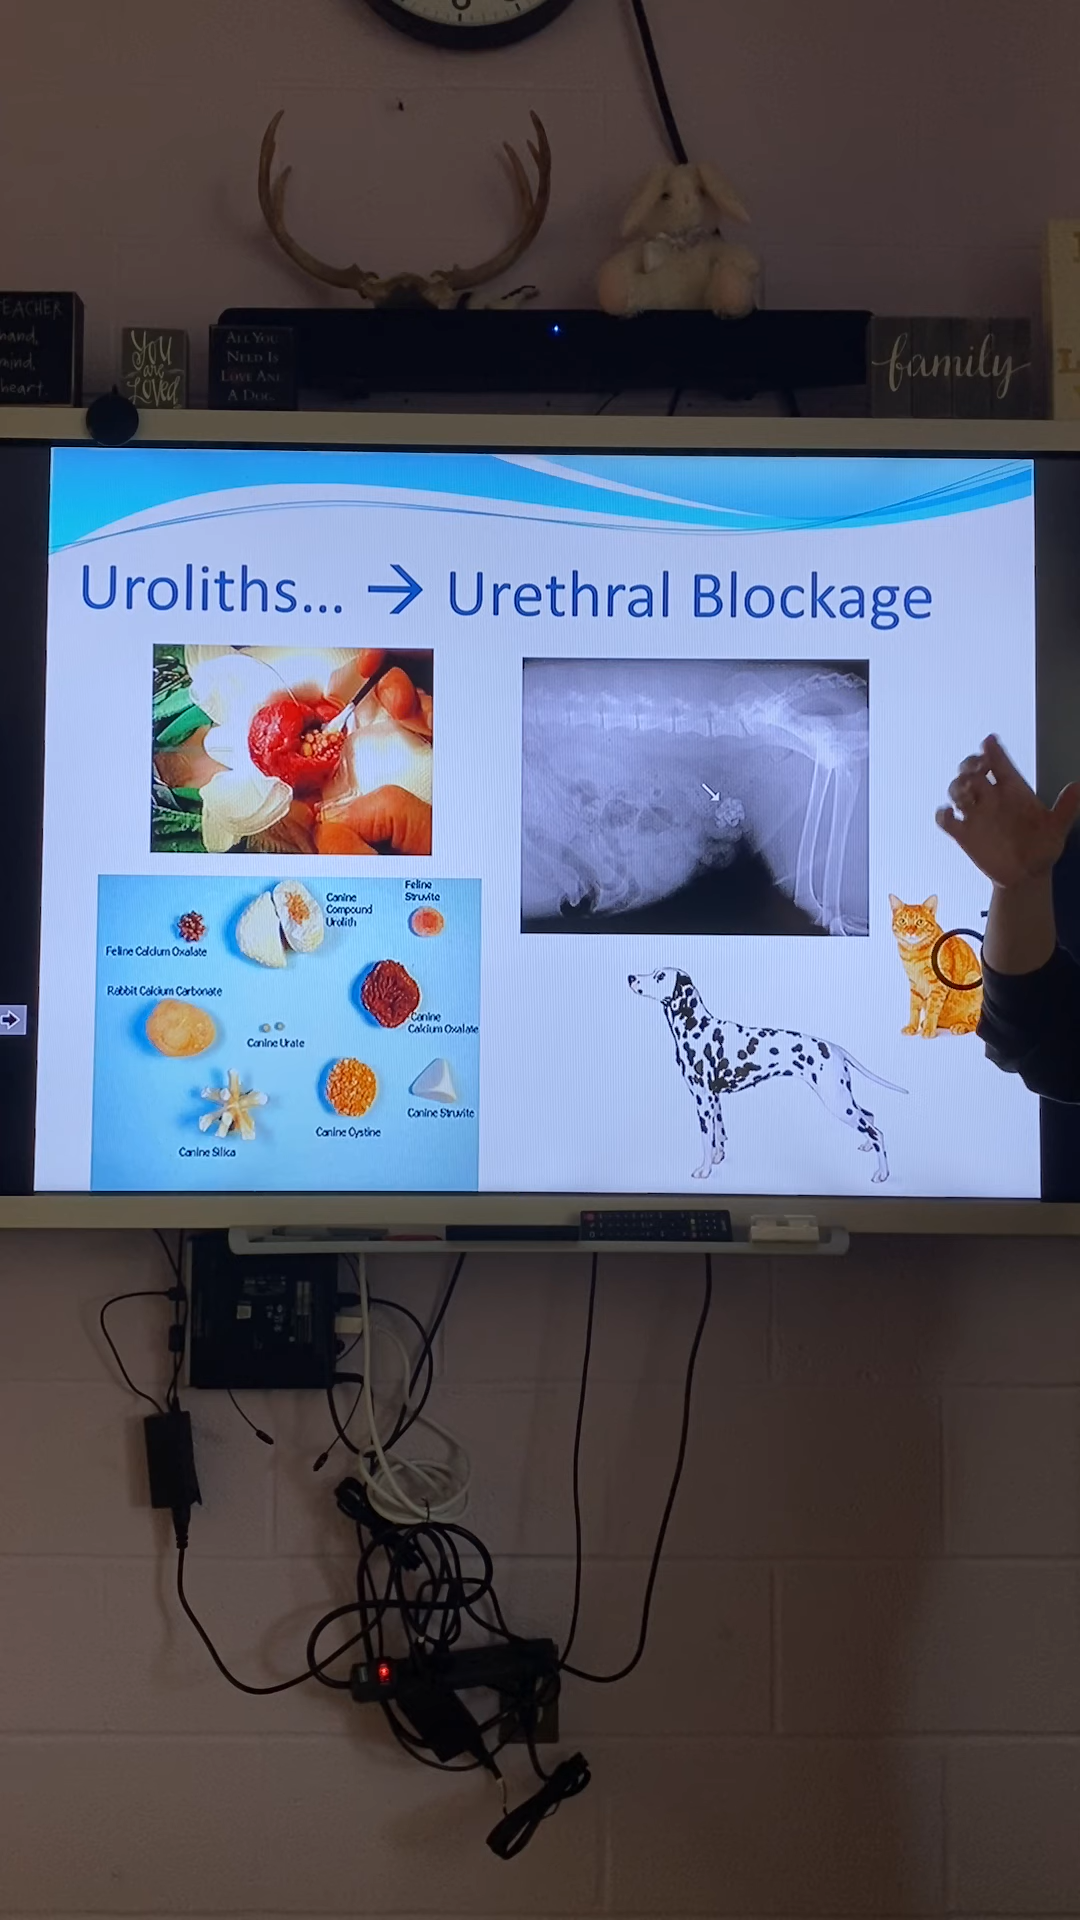 EACHER
hand,
mind,
heart.
You
are
Loved
ALL YOU
NEED IS
LOVE AND
A DOG.
family
Uroliths... → Urethral Blockage
Feline
Struvite
Canine
Compound
Urolith
Feline Calcium Oxalate
Rabbit Calcium Carbonate
Canine
Calcium Oxalate
Canine Urate
Canine Struvite
Canine Cystine
Canine Silica